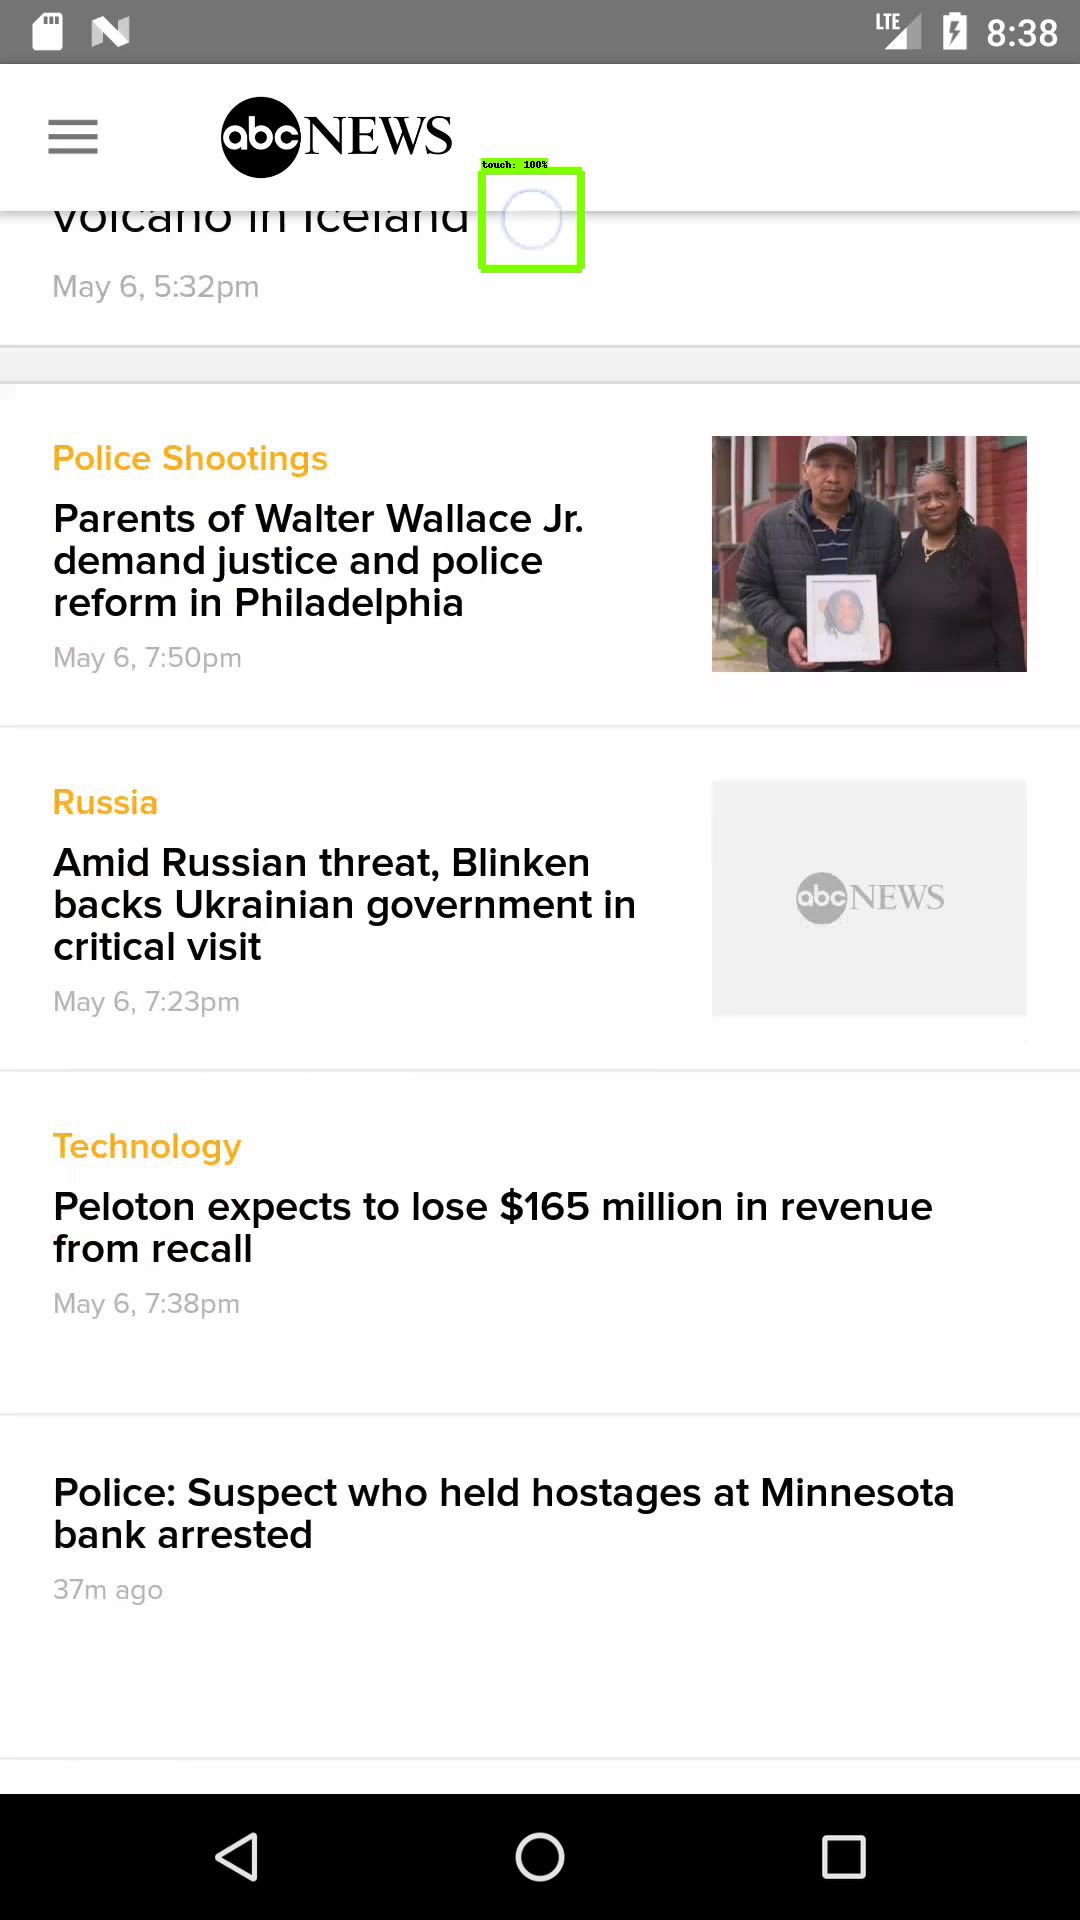 LTE 8:38
abc NEWS
touch: 100%
volcano in Iceland
May 6, 5:32pm
Police Shootings
Parents of Walter Wallace Jr.
demand justice and police
reform in Philadelphia
May 6, 7:50pm
Russia
Amid Russian threat, Blinken
backs Ukrainian government in
critical visit
May 6, 7:23pm
abc NEWS
Technology
Peloton expects to lose $165 million in revenue
from recall
May 6, 7:38pm
Police: Suspect who held hostages at Minnesota
bank arrested
37m ago